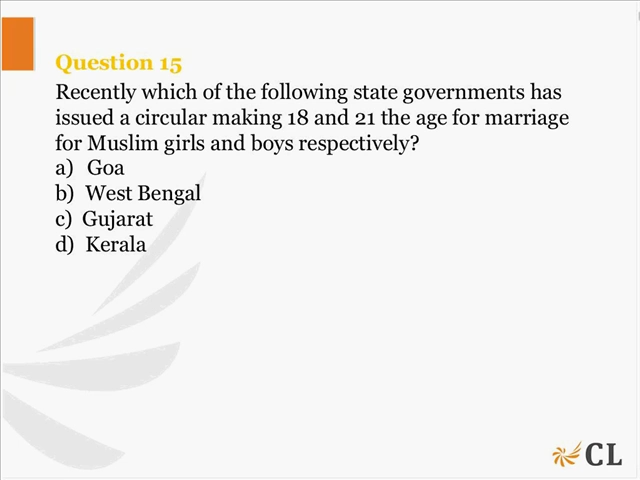 Question 15
Recently which of the following state governments has
issued a circular making 18 and 21 the age for marriage
for Muslim girls and boys respectively?
a) Goa
b) West Bengal
c) Gujarat
d) Kerala
CL